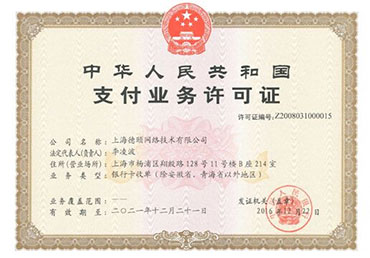 中华人民共和国
支付业务许可证
许可证编号:Z2008031000015
公司名称:上海德颐网络技术有限公司
法定代表人(负责人):李凌波
住所(营业场所):上海市杨浦区翔殷路128号11号楼B座214室
业务类型:银行卡收单(除安徽省、青海省以外地区)
业务覆盖范围:——
有效期至:二〇二一年十二月二十一日
发证机关(盖章)
2016年12月22日